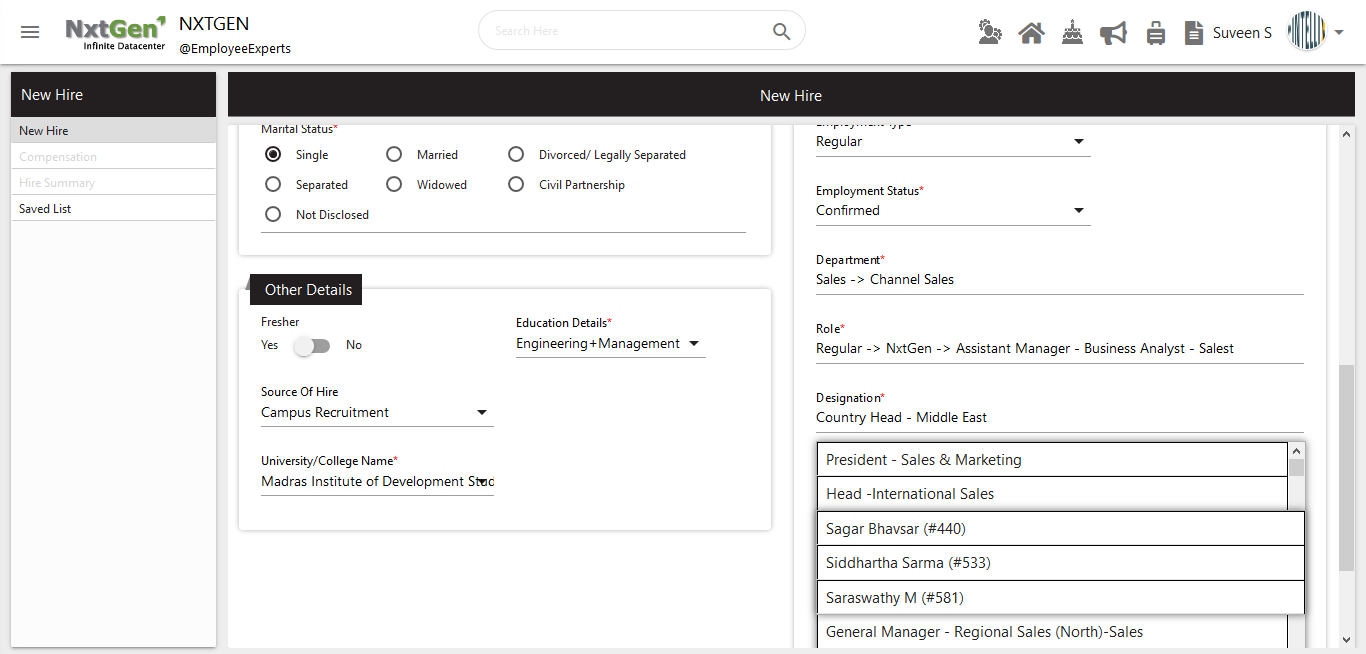 NxtGen
Infinite Datacenter
NXTGEN
@EmployeeExperts
Search Here
Suveen S
New Hire
New Hire
Compensation
Hire Summary
Saved List
New Hire
Marital Status*
Single
Married
Divorced/ Legally Separated
Separated
Widowed
Civil Partnership
Not Disclosed
Other Details
Fresher
Yes No
Education Details*
Engineering+Management
Source Of Hire
Campus Recruitment
University/College Name*
Madras Institute of Development Stud
Employment Type
Regular
Employment Status*
Confirmed
Department*
Sales -> Channel Sales
Role*
Regular -> NxtGen -> Assistant Manager - Business Analyst - Salest
Designation*
Country Head - Middle East
President - Sales & Marketing
Head -International Sales
Sagar Bhavsar (#440)
Siddhartha Sarma (#533)
Saraswathy M (#581)
General Manager - Regional Sales (North)-Sales